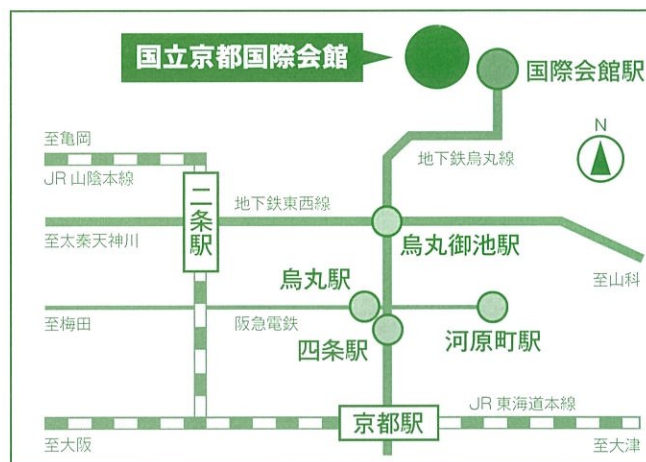 国立京都国際会館
国際会館駅
N
至亀岡
JR山陰本線
地下鉄烏丸線
二条駅
地下鉄東西線
至太秦天神川
烏丸御池駅
至山科
烏丸駅
至梅田
阪急電鉄
四条駅
河原町駅
JR東海道本線
京都駅
至大阪
至大津